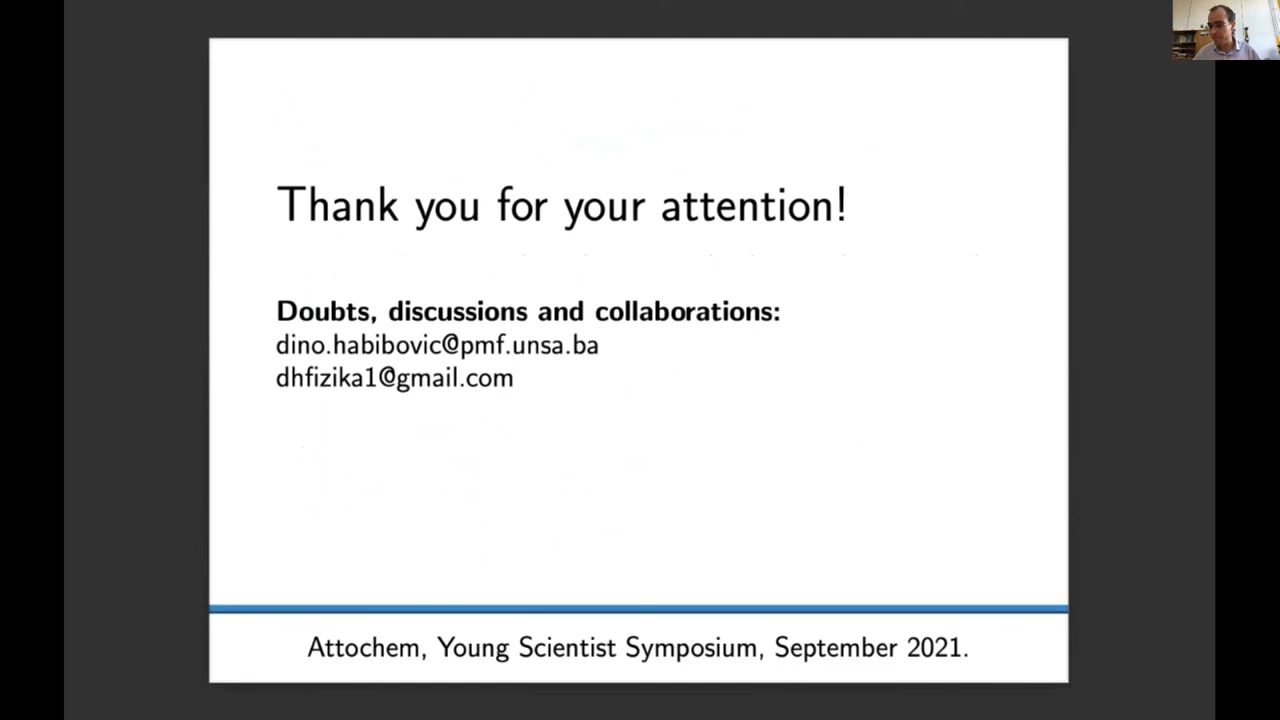 Thank you for your attention!
Doubts, discussions and collaborations:
dino.habibovic@pmf.unsa.ba
dhfizika1@gmail.com
Attochem, Young Scientist Symposium, September 2021.